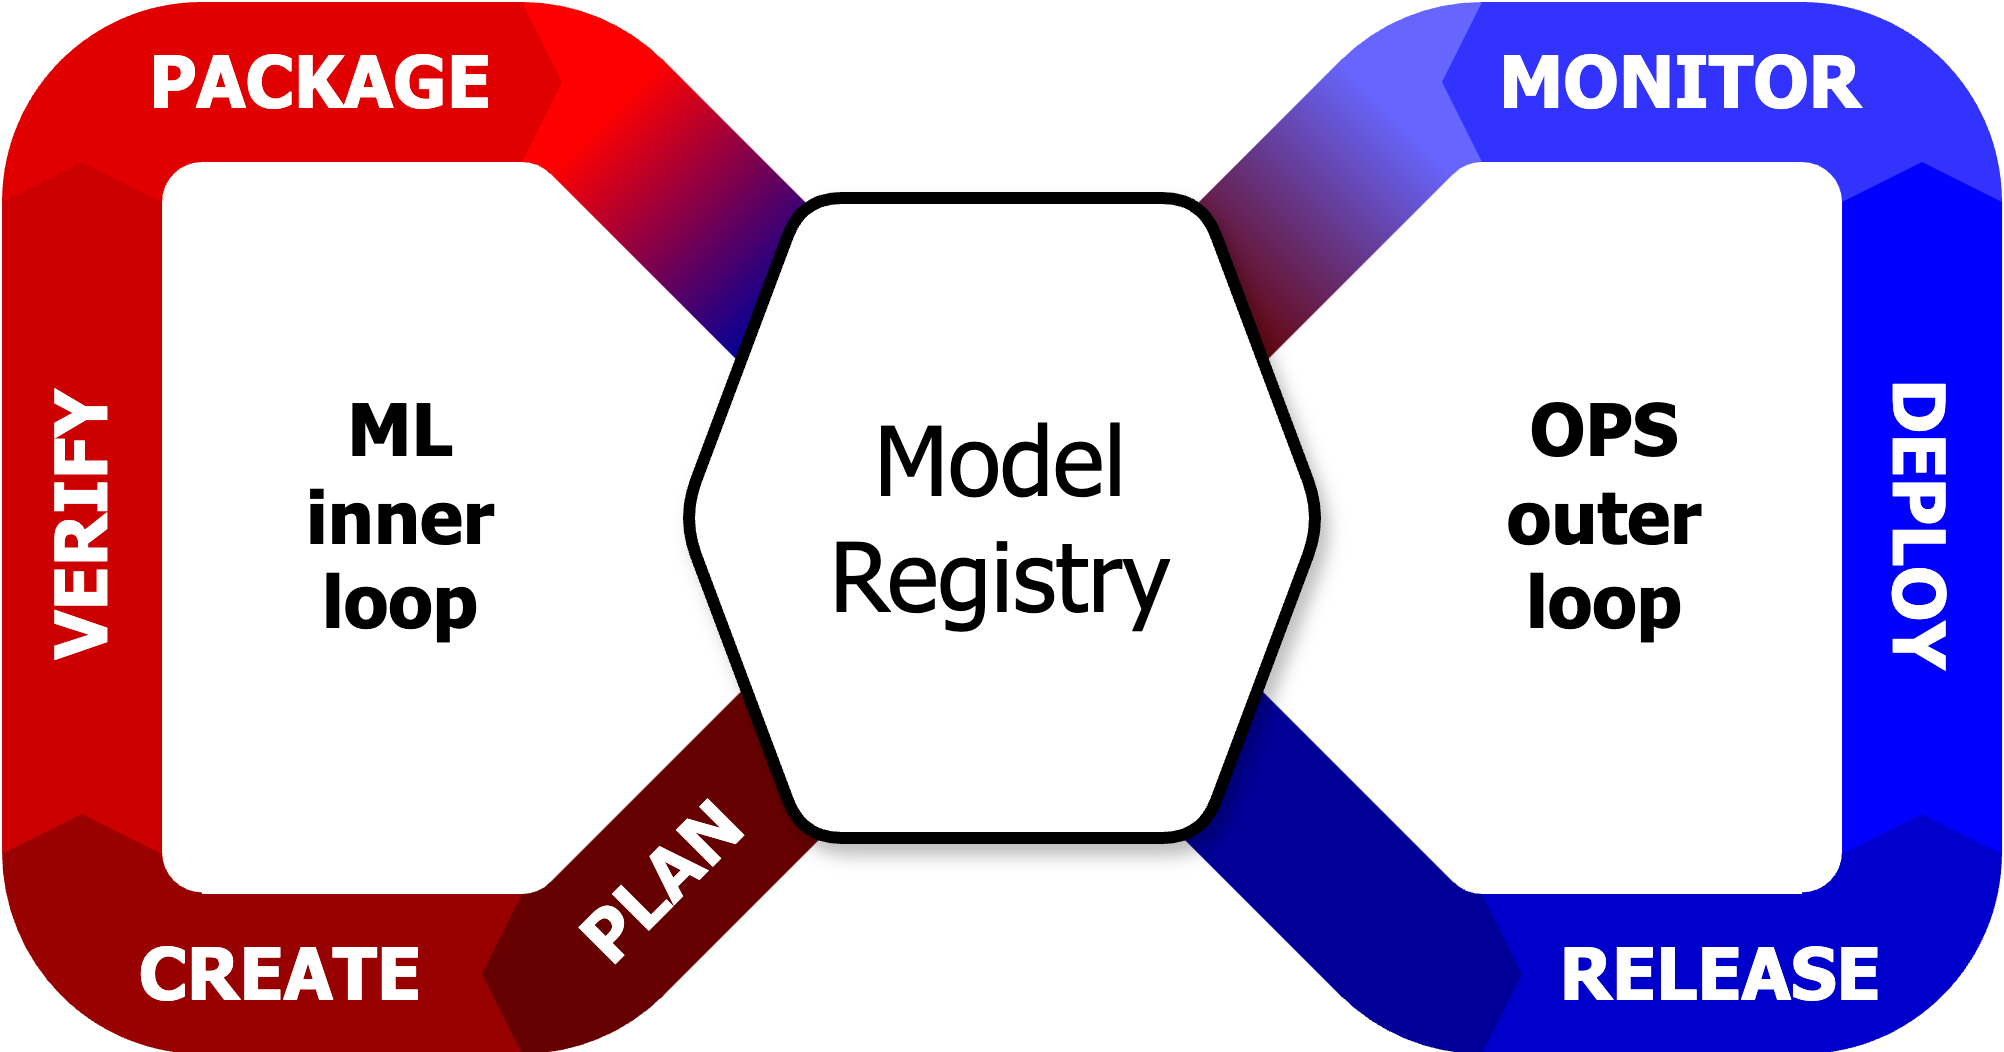 PACKAGE
MONITOR
VERIFY
ML
inner
loop
Model
Registry
OPS
outer
loop
DEPLOY
PLAN
CREATE
RELEASE